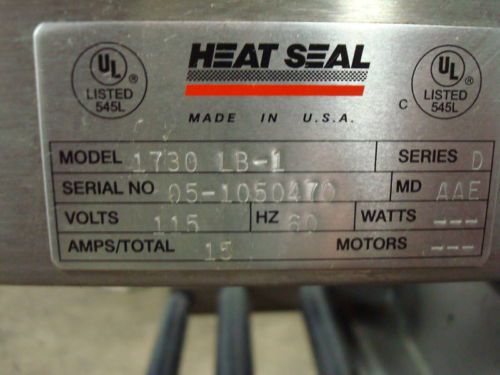 UL ® LISTED 545L
HEAT SEAL
MADE IN U.S.A.
C UL ® LISTED 545L
MODEL 1730 LB-1 SERIES D
SERIAL NO 05-1050470 MD AAE
VOLTS 115 HZ 60 WATTS ---
AMPS/TOTAL 15 MOTORS ---